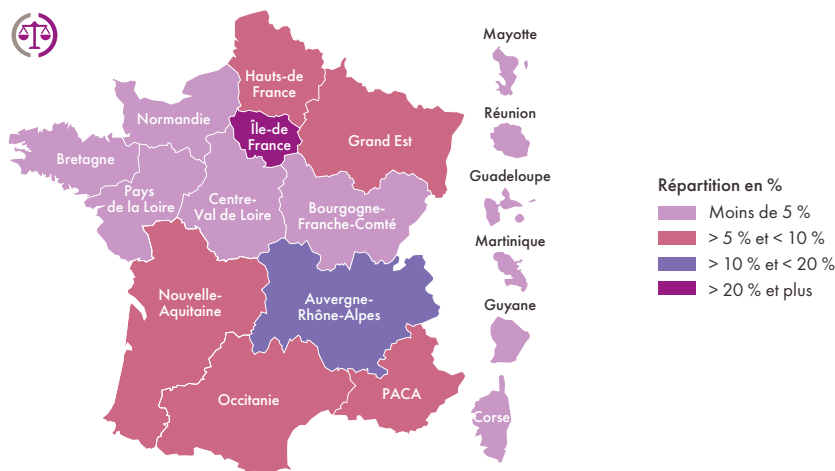 Mayotte
Hauts-de
France
Réunion
Normandie
Île-de
France
Grand Est
Bretagne
Guadeloupe
Pays
de la Loire
Centre-
Val de Loire
Bourgogne-
Franche-Comté
Martinique
Nouvelle-
Aquitaine
Auvergne-
Rhône-Alpes
Guyane
PACA
Occitanie
Corse
Répartition en %
Moins de 5 %
> 5 % et < 10 %
> 10 % et < 20 %
> 20 % et plus